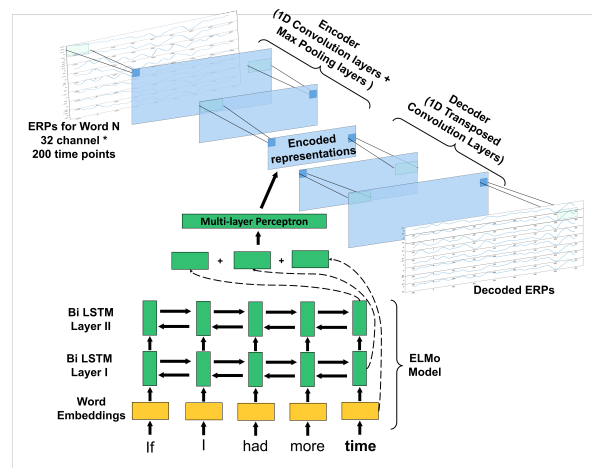 Encoder
(1D Convolution layers +
Max Pooling layers )
ERPs for Word N
32 channel *
200 time points
Decoder
(1D Transposed
Convolution Layers)
Encoded
representations
Multi-layer Perceptron
+ +
Decoded ERPs
Bi LSTM
Layer II
Bi LSTM
Layer I
ELMo
Model
Word
Embeddings
If I had more time